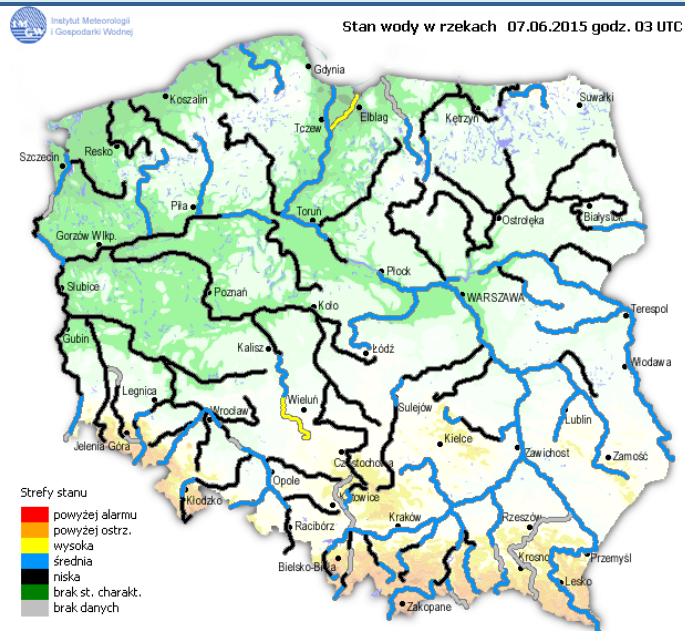 Instytut Meteorologii
i Gospodarki Wodnej
Stan wody w rzekach 07.06.2015 godz. 03 UTC
IMGW
Gdynia
Koszalin
Suwałki
Tczew
Elbląg
Kętrzyn
Resko
Szczecin
Piła
Toruń
Ostrołęka
Białystok
Gorzów Wlkp.
Płock
Słubice
Poznań
Koło
WARSZAWA
Terespol
Gubin
Kalisz
Łódź
Włodawa
Legnica
Wrocław
Wieluń
Sulejów
Lublin
Jelenia Góra
Kielce
Zawichost
Zamość
Częstochowa
Opole
Kłodzko
Katowice
Racibórz
Kraków
Rzeszów
Bielsko-Biała
Krosno
Przemyśl
Lesko
Zakopane
Strefy stanu
powyżej alarmu
powyżej ostrz.
wysoka
średnia
niska
brak st. charakt.
brak danych